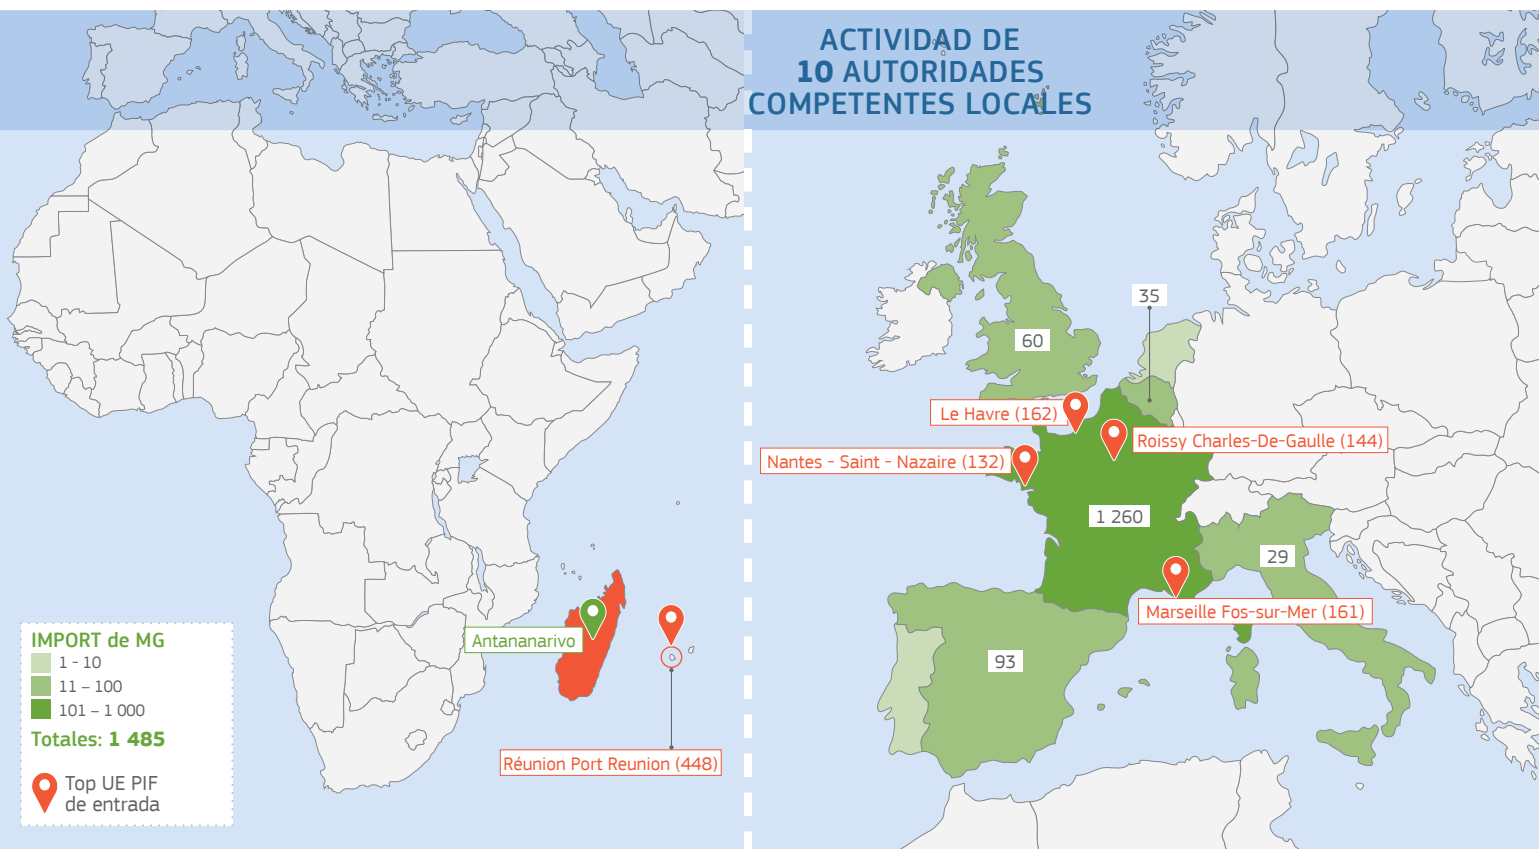 ACTIVIDAD DE
10 AUTORIDADES
COMPETENTES LOCALES
35
60
Le Havre (162)
Roissy Charles-De-Gaulle (144)
Nantes - Saint - Nazaire (132)
1 260
29
Marseille Fos-sur-Mer (161)
93
Antananarivo
Réunion Port Reunion (448)
IMPORT de MG
1 - 10
11 – 100
101 – 1 000
Totales: 1 485
Top UE PIF
de entrada